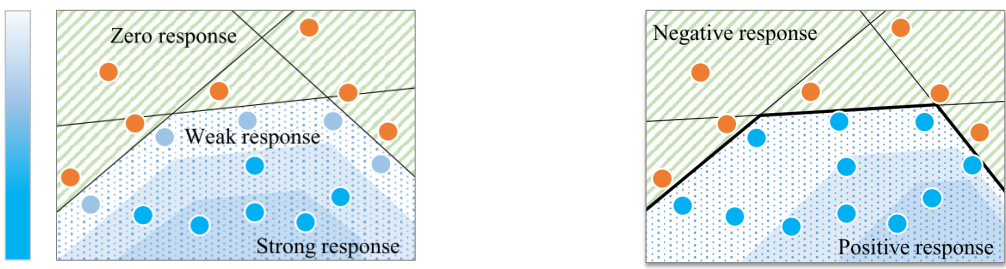 Zero response
Weak response
Strong response
Negative response
Positive response